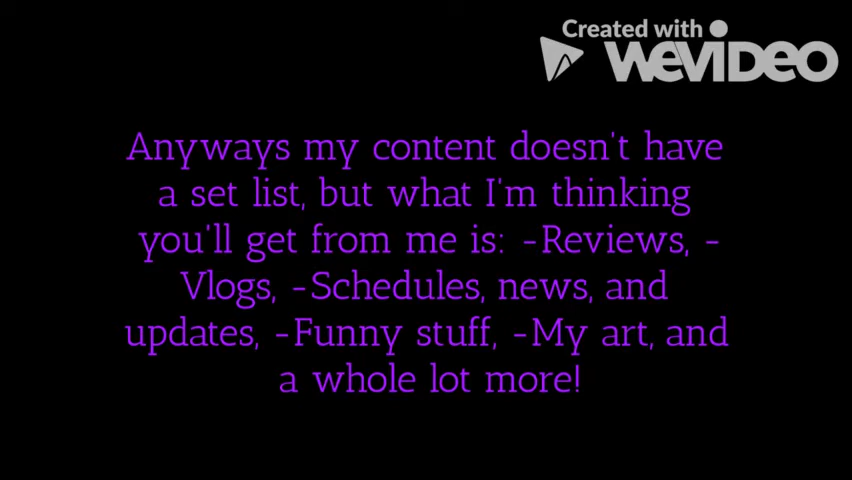 Created with
WEVIDEO
Anyways my content doesn't have
a set list, but what I'm thinking
you'll get from me is: -Reviews, -
Vlogs, -Schedules, news, and
updates, -Funny stuff, -My art, and
a whole lot more!